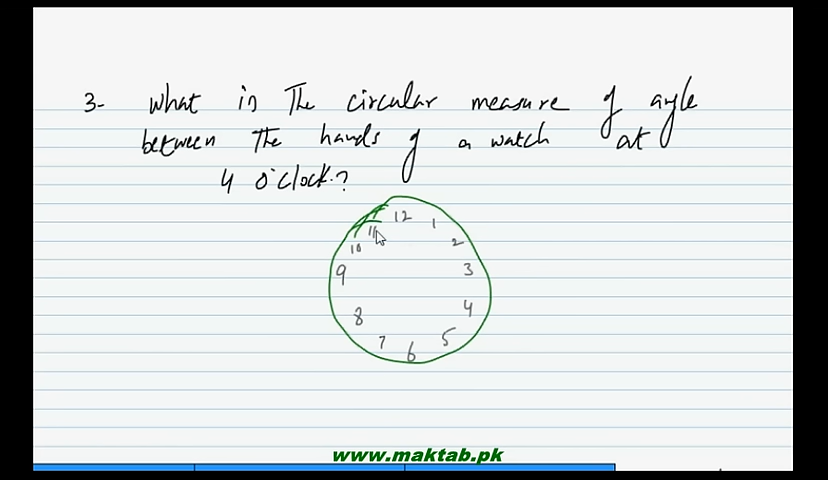 3- What is The circular measure of angle
between The hands of a watch at
4 O'clock?
12
11 1
10 2
9 3
8 4
7 5
6
www.maktab.pk